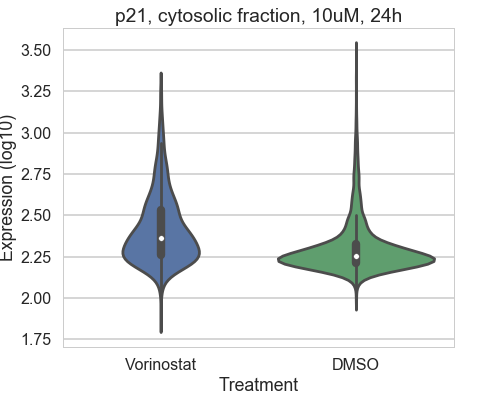 p21, cytosolic fraction, 10uM, 24h
Expression (log10)
3.50
3.25
3.00
2.75
2.50
2.25
2.00
1.75
Vorinostat
DMSO
Treatment